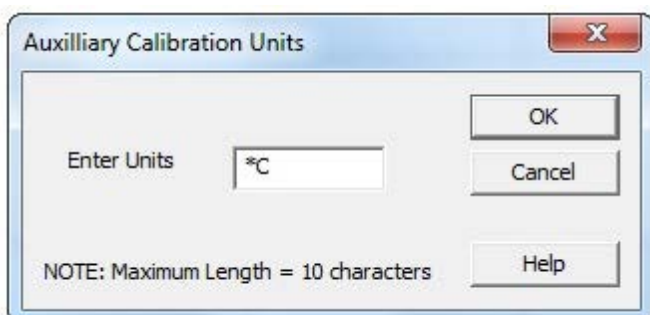 Auxilliary Calibration Units
OK
Enter Units
*C
Cancel
NOTE: Maximum Length = 10 characters
Help